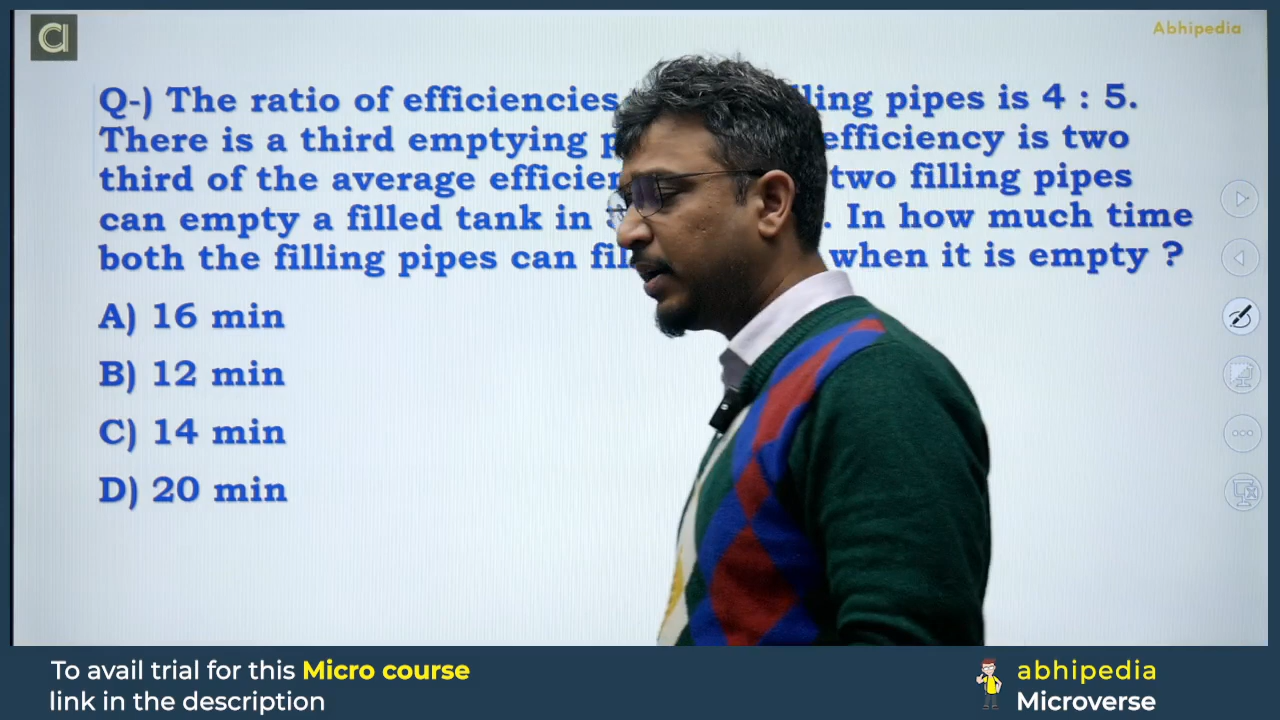 Abhipedia
Q-) The ratio of efficiencies lling pipes is 4 : 5.
There is a third emptying efficiency is two
third of the average two filling pipes
can empty a filled tank in . In how much time
both the filling pipes can when it is empty ?
A) 16 min
B) 12 min
C) 14 min
D) 20 min
To avail trial for this Micro course
link in the description
abhipedia
Microverse